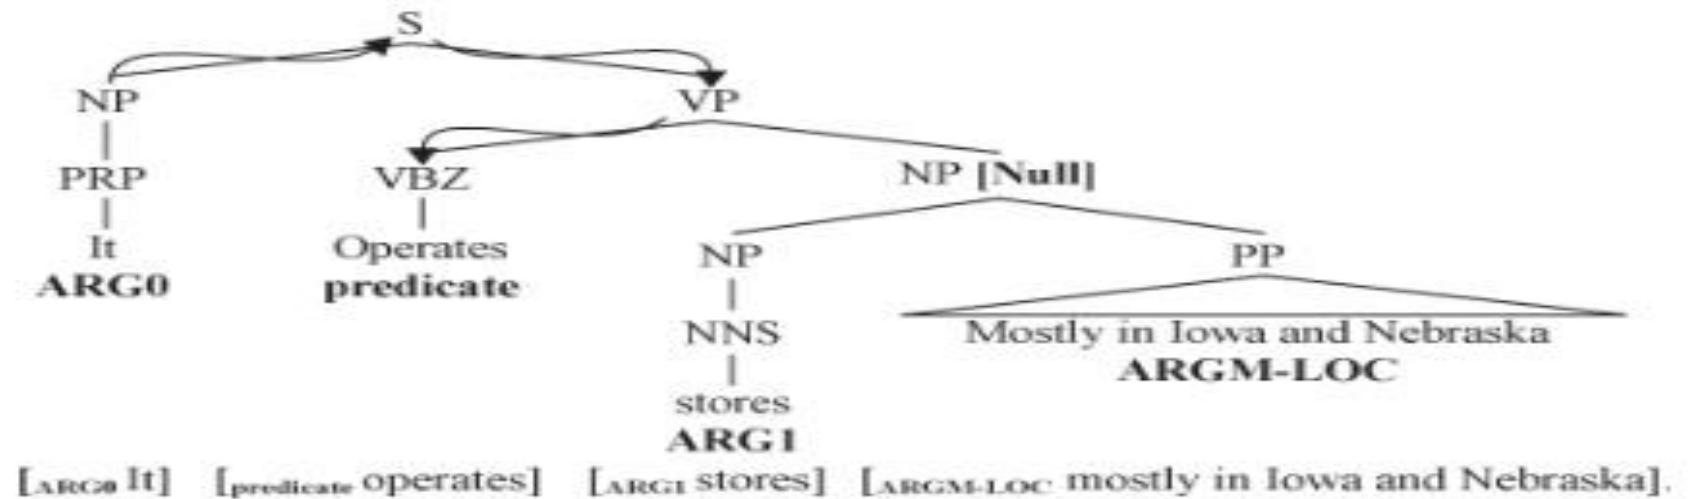 S
NP VP
PRP VBZ NP [Null]
It Operates NP PP
ARG0 predicate
NNS Mostly in Iowa and Nebraska
ARGM-LOC
stores
ARG1
[ARG0 It] [predicate operates] [ARG1 stores] [ARGM-LOC mostly in Iowa and Nebraska].